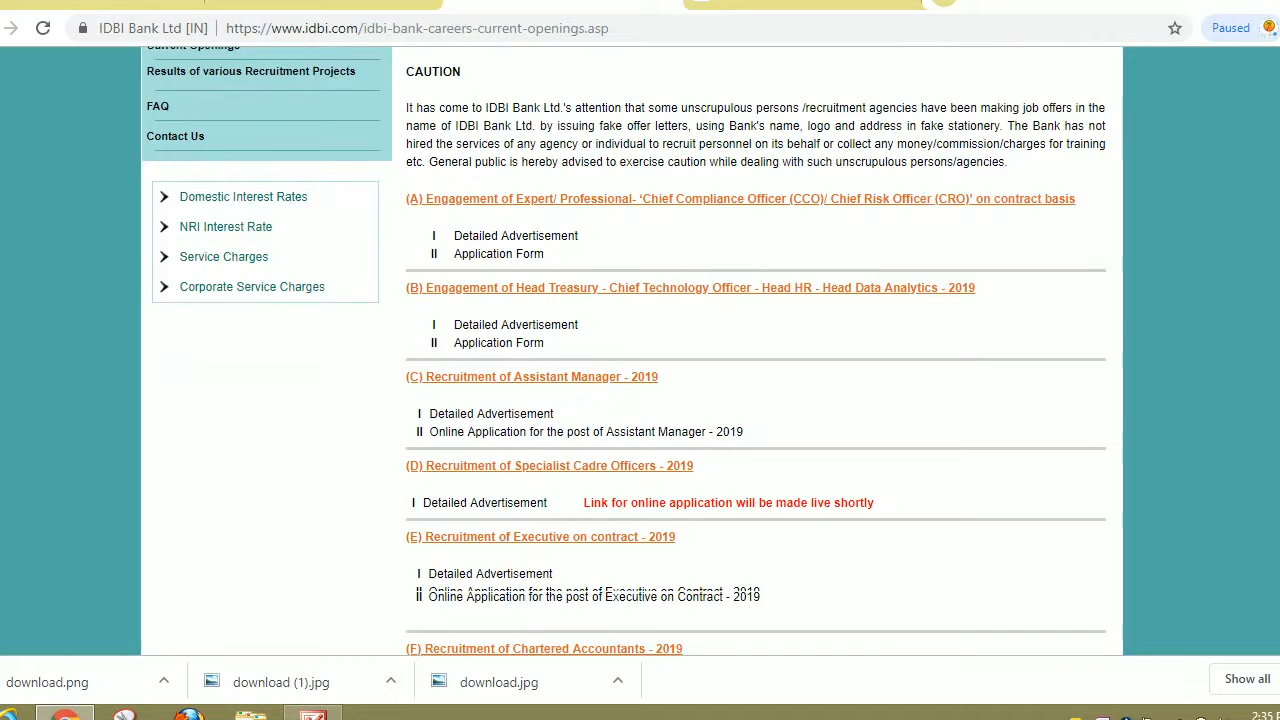 IDBI Bank Ltd [IN] | https://www.idbi.com/idbi-bank-careers-current-openings.asp
Paused
Current Openings
Results of various Recruitment Projects
FAQ
Contact Us
Domestic Interest Rates
NRI Interest Rate
Service Charges
Corporate Service Charges
CAUTION
It has come to IDBI Bank Ltd.'s attention that some unscrupulous persons /recruitment agencies have been making job offers in the
name of IDBI Bank Ltd. by issuing fake offer letters, using Bank's name, logo and address in fake stationery. The Bank has not
hired the services of any agency or individual to recruit personnel on its behalf or collect any money/commission/charges for training
etc. General public is hereby advised to exercise caution while dealing with such unscrupulous persons/agencies.
(A) Engagement of Expert/ Professional- ‘Chief Compliance Officer (CCO)/ Chief Risk Officer (CRO)’ on contract basis
I Detailed Advertisement
II Application Form
(B) Engagement of Head Treasury - Chief Technology Officer - Head HR - Head Data Analytics - 2019
I Detailed Advertisement
II Application Form
(C) Recruitment of Assistant Manager - 2019
I Detailed Advertisement
II Online Application for the post of Assistant Manager - 2019
(D) Recruitment of Specialist Cadre Officers - 2019
I Detailed Advertisement Link for online application will be made live shortly
(E) Recruitment of Executive on contract - 2019
I Detailed Advertisement
II Online Application for the post of Executive on Contract - 2019
(F) Recruitment of Chartered Accountants - 2019
download.png
download (1).jpg
download.jpg
Show all
2:35